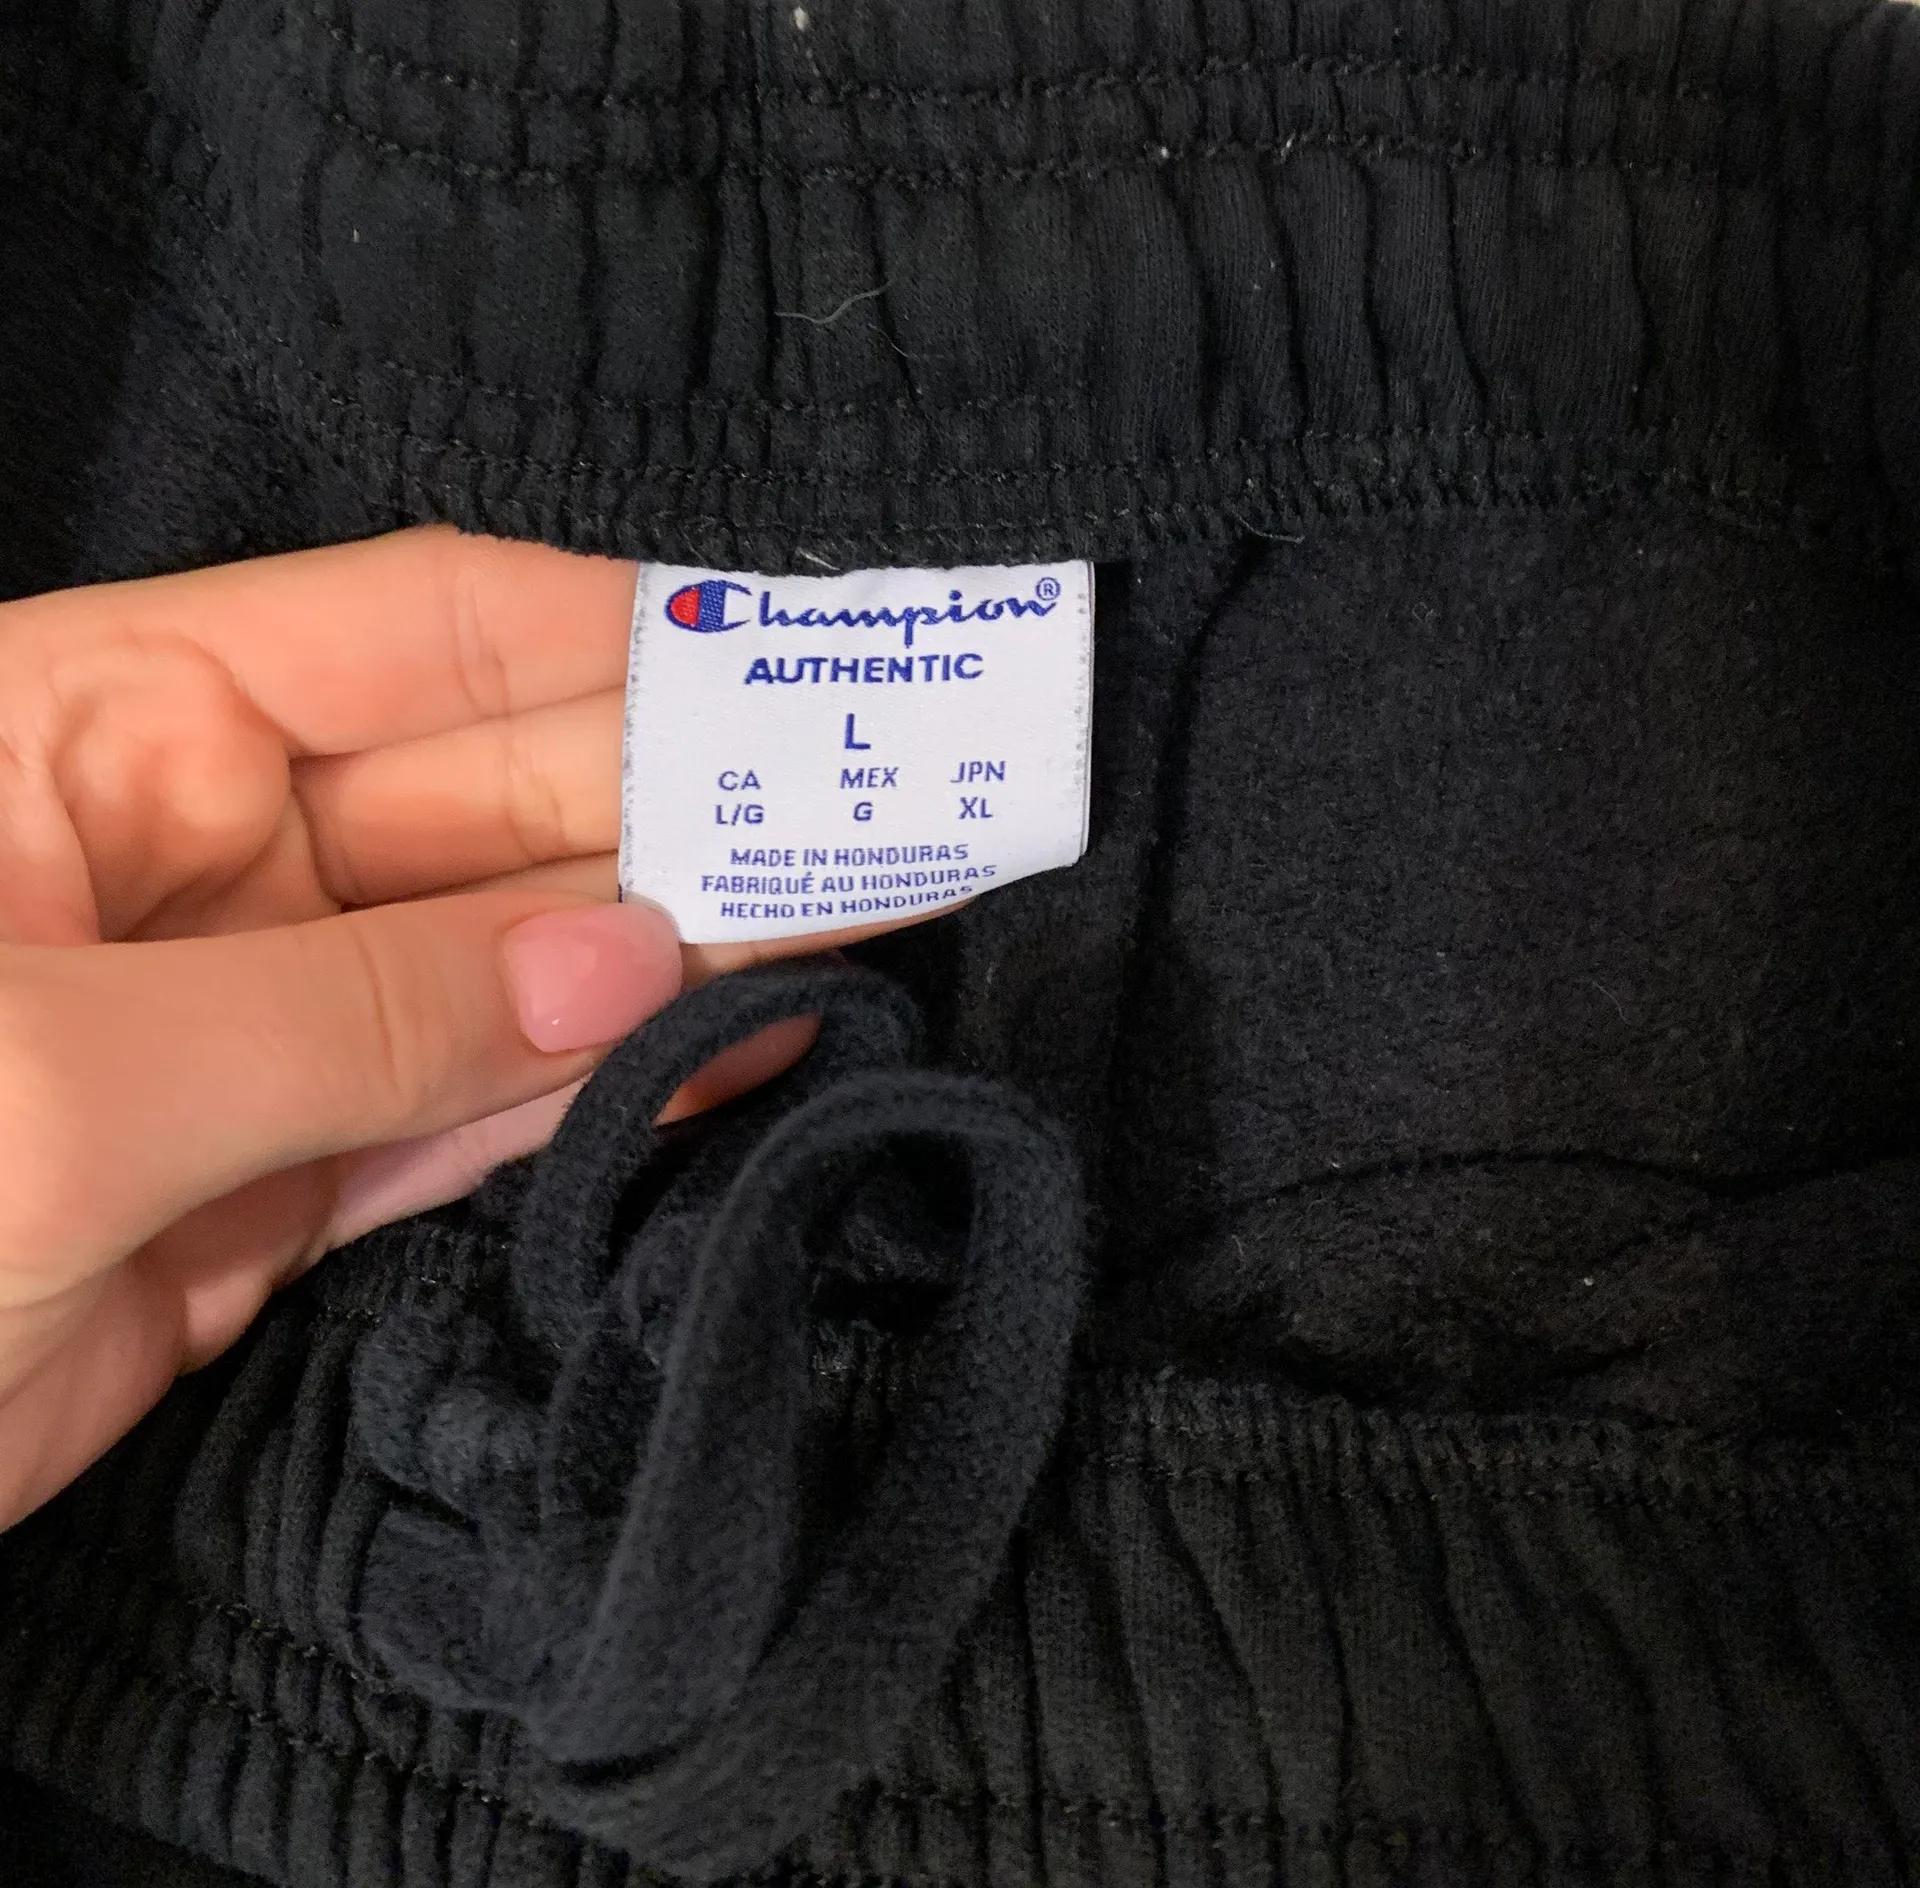 Champion®
AUTHENTIC
L
CA MEX JPN
L/G G XL
MADE IN HONDURAS
FABRIQUÉ AU HONDURAS
HECHO EN HONDURAS